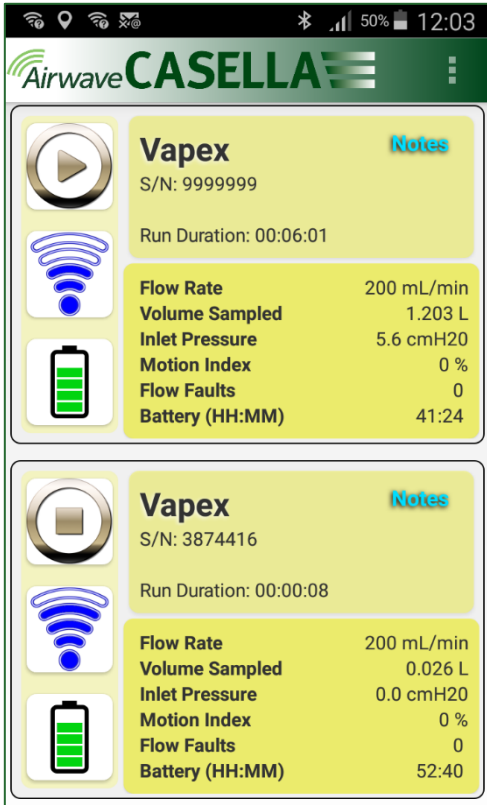 50% 12:03
Airwave CASELLA
Vapex Notes
S/N: 9999999
Run Duration: 00:06:01
Flow Rate 200 mL/min
Volume Sampled 1.203 L
Inlet Pressure 5.6 cmH20
Motion Index 0 %
Flow Faults 0
Battery (HH:MM) 41:24
Vapex Notes
S/N: 3874416
Run Duration: 00:00:08
Flow Rate 200 mL/min
Volume Sampled 0.026 L
Inlet Pressure 0.0 cmH20
Motion Index 0 %
Flow Faults 0
Battery (HH:MM) 52:40